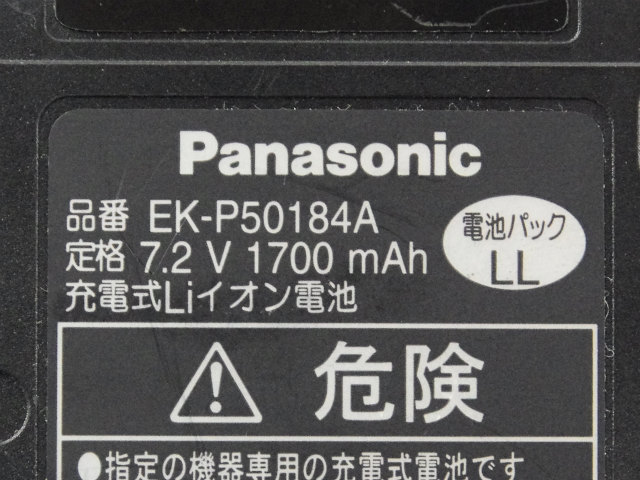 Panasonic
品番 EK-P50184A
定格 7.2 V 1700 mAh
充電式Liイオン電池
電池パック
LL
危険
●指定の機器専用の充電式電池です